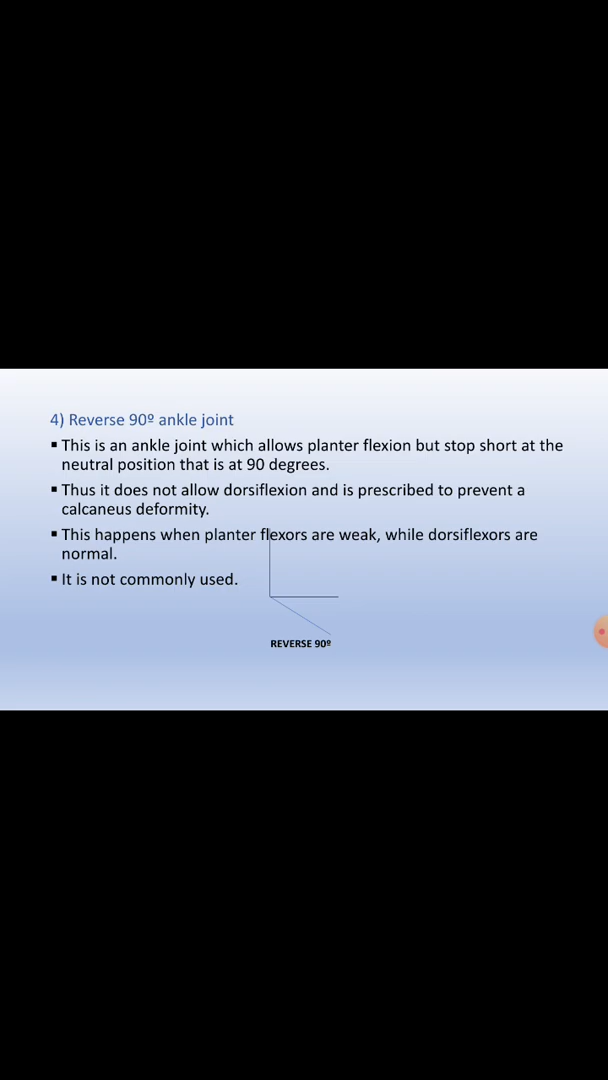 4) Reverse 90º ankle joint
▪ This is an ankle joint which allows planter flexion but stop short at the
neutral position that is at 90 degrees.
▪ Thus it does not allow dorsiflexion and is prescribed to prevent a
calcaneus deformity.
▪ This happens when planter flexors are weak, while dorsiflexors are
normal.
▪ It is not commonly used.
REVERSE 90º